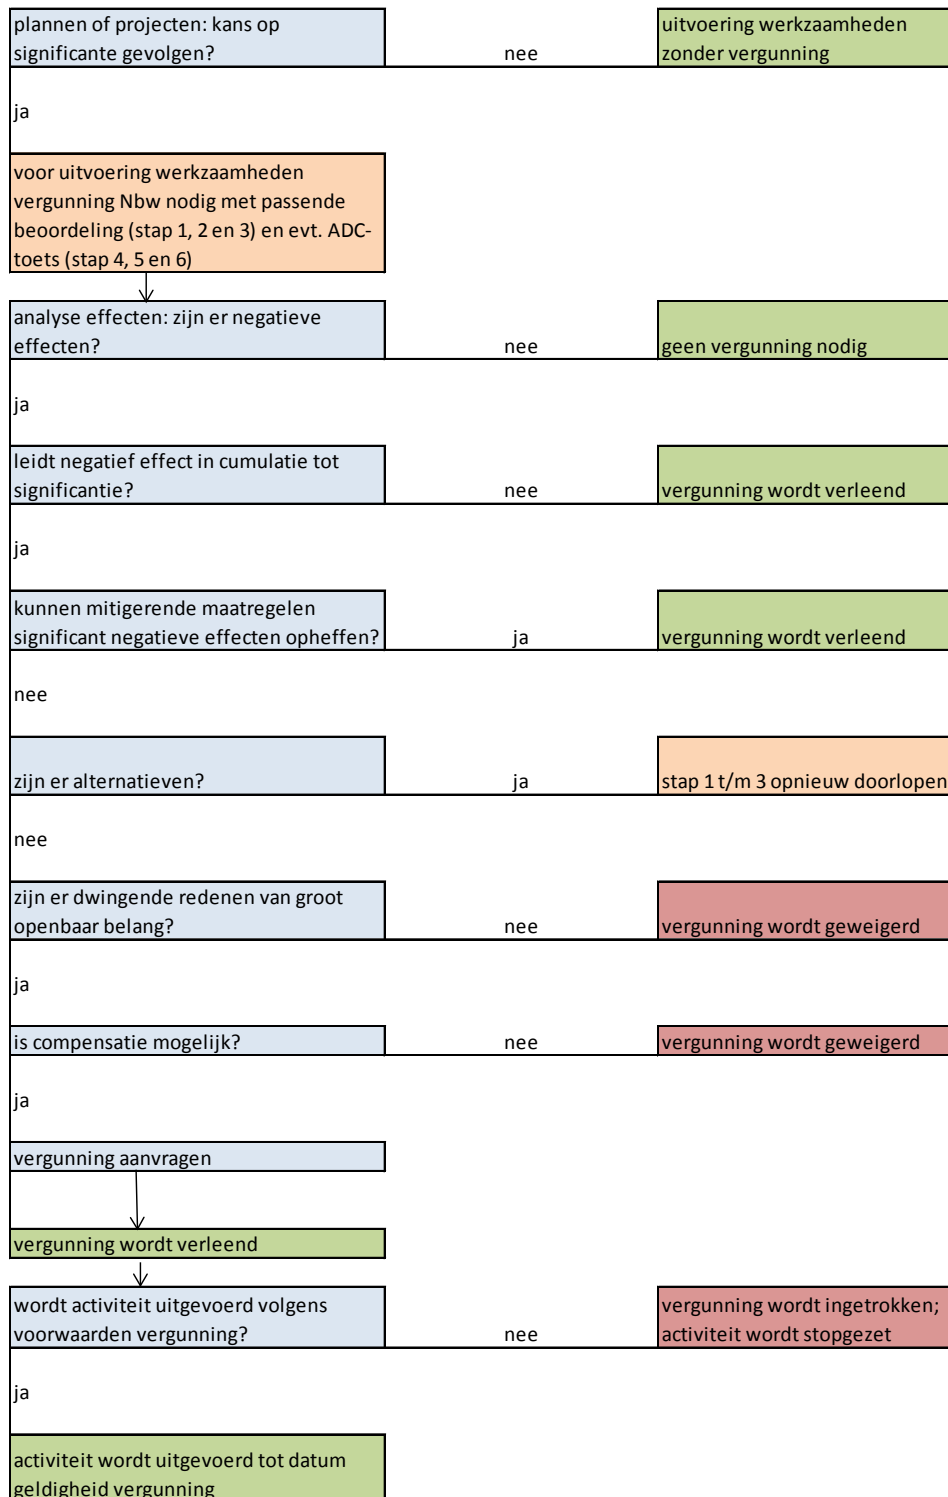 plannen of projecten: kans op
significante gevolgen?
nee
uitvoering werkzaamheden
zonder vergunning
ja
voor uitvoering werkzaamheden
vergunning Nbw nodig met passende
beoordeling (stap 1, 2 en 3) en evt. ADC-
toets (stap 4, 5 en 6)
analyse effecten: zijn er negatieve
effecten?
nee
geen vergunning nodig
ja
leidt negatief effect in cumulatie tot
significantie?
nee
vergunning wordt verleend
ja
kunnen mitigerende maatregelen
significant negatieve effecten opheffen?
ja
vergunning wordt verleend
nee
zijn er alternatieven?
ja
stap 1 t/m 3 opnieuw doorlopen
nee
zijn er dwingende redenen van groot
openbaar belang?
nee
vergunning wordt geweigerd
ja
is compensatie mogelijk?
nee
vergunning wordt geweigerd
ja
vergunning aanvragen
vergunning wordt verleend
wordt activiteit uitgevoerd volgens
voorwaarden vergunning?
nee
vergunning wordt ingetrokken;
activiteit wordt stopgezet
ja
activiteit wordt uitgevoerd tot datum
geldigheid vergunning